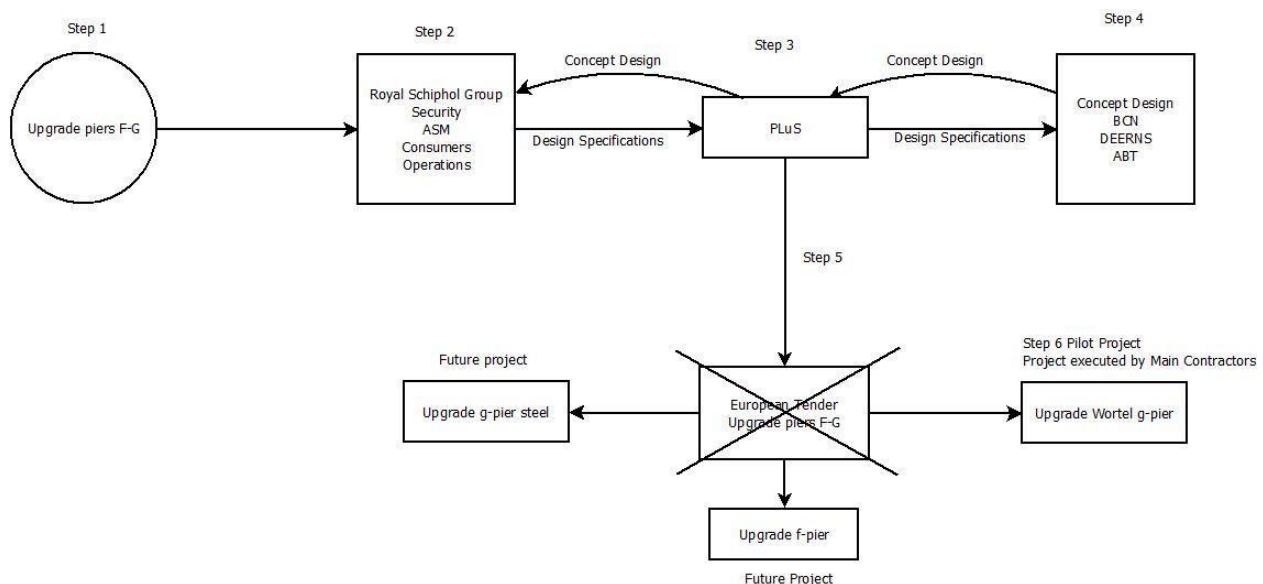 Step 1
Upgrade piers F-G
Step 2
Royal Schiphol Group
Security
ASM
Consumers
Operations
Concept Design
Design Specifications
Step 3
PLuS
Concept Design
Design Specifications
Step 4
Concept Design
BCN
DEERNS
ABT
Step 5
European Tender
Upgrade piers F-G
Future project
Upgrade g-pier steel
Step 6 Pilot Project
Project executed by Main Contractors
Upgrade Wortel g-pier
Upgrade f-pier
Future Project